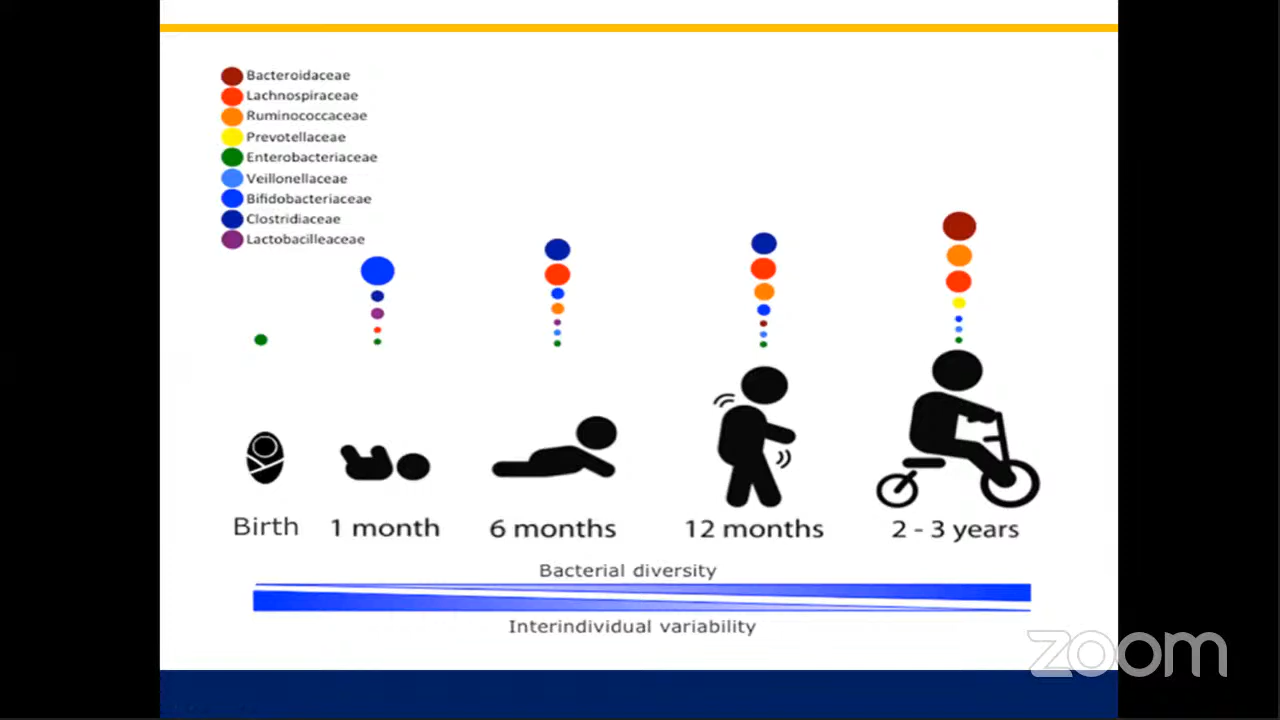 Bacteroidaceae
Lachnospiraceae
Ruminococcaceae
Prevotellaceae
Enterobacteriaceae
Veillonellaceae
Bifidobacteriaceae
Clostridiaceae
Lactobacilleaceae
Birth
1 month
6 months
12 months
2 - 3 years
Bacterial diversity
Interindividual variability
zoom